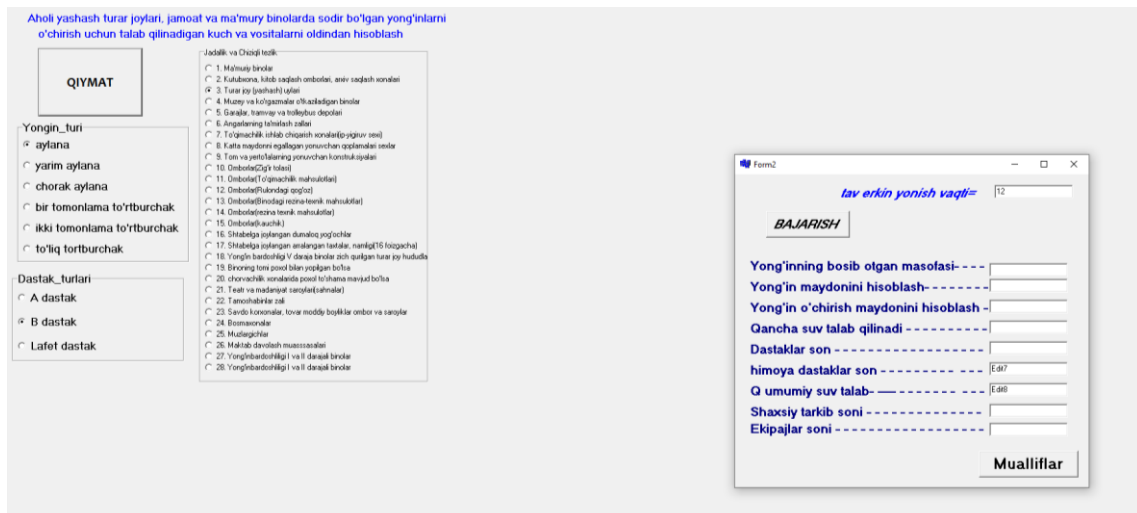 Aholi yashash turar joylari, jamoat va ma'mury binolarda sodir bo'lgan yong'inlarni
o'chirish uchun talab qilinadigan kuch va vositalarni oldindan hisoblash
QIYMAT
Yongin_turi
aylana
yarim aylana
chorak aylana
bir tomonlama to'rtburchak
ikki tomonlama to'rtburchak
to'liq tortburchak
Dastak_turlari
A dastak
B dastak
Lafet dastak
Jadallik va Chiziqli tezlik
1. Ma'muriy binolar
2. Kutubxona, kitob saqlash omborlari, arxiv saqlash xonalari
3. Turar joy (yashash) uylari
4. Muzey va ko'rgazmalar o'tkaziladigan binolar
5. Garajlar, tramvay va trolleybus depolari
6. Angarlarning ta'mirlash zallari
7. To'qimachilik ishlab chiqarish xonalari(ip-yigiruv sexi)
8. Katta maydonni egallagan yonuvchan qoplamalari sexlar
9. Tom va yerto'lalarning yonuvchan konstruksiyalari
10. Omborlar(Zig'ir tolasi)
11. Omborlar(To'qimachilik mahsulotlari)
12. Omborlar(Rulondagi qog'oz)
13. Omborlar(Binodagi rezina-texnik mahsulotlar)
14. Omborlar(rezina texnik mahsulotlar)
15. Omborlar(kauchik)
16. Shtabelga joylangan dumaloq yog'ochlar
17. Shtabelga joylangan arralangan taxtalar, namligi(16 foizgacha)
18. Yong'in bardoshligi V daraja binolar zich qurilgan turar joy hududla
19. Binoning tomi poxol bilan yopilgan bo'lsa
20. chorvachilik xonalarida poxol to'shama mavjud bo'lsa
21. Teatr va madaniyat saroylari(sahnalar)
22. Tamoshabinlar zali
23. Savdo korxonalar, tovar moddiy boyliklar ombor va saroylar
24. Bosmaxonalar
25. Muzlatgichlar
26. Maktab davolash muasssasalari
27. Yong'inbardoshliligi I va II darajali binolar
28. Yong'inbardoshliligi I va II darajali binolar
Form2
tav erkin yonish vaqti= 12
BAJARISH
Yong'inning bosib otgan masofasi- - - -
Yong'in maydonini hisoblash- - - - - - - -
Yong'in o'chirish maydonini hisoblash -
Qancha suv talab qilinadi - - - - - - - - - -
Dastaklar son - - - - - - - - - - - - - - - - - -
himoya dastaklar son - - - - - - - - - - - - Edit7
Q umumiy suv talab- —- - - - - - - - - - - Edit8
Shaxsiy tarkib soni - - - - - - - - - - - - - -
Ekipajlar soni - - - - - - - - - - - - - - - - - -
Mualliflar